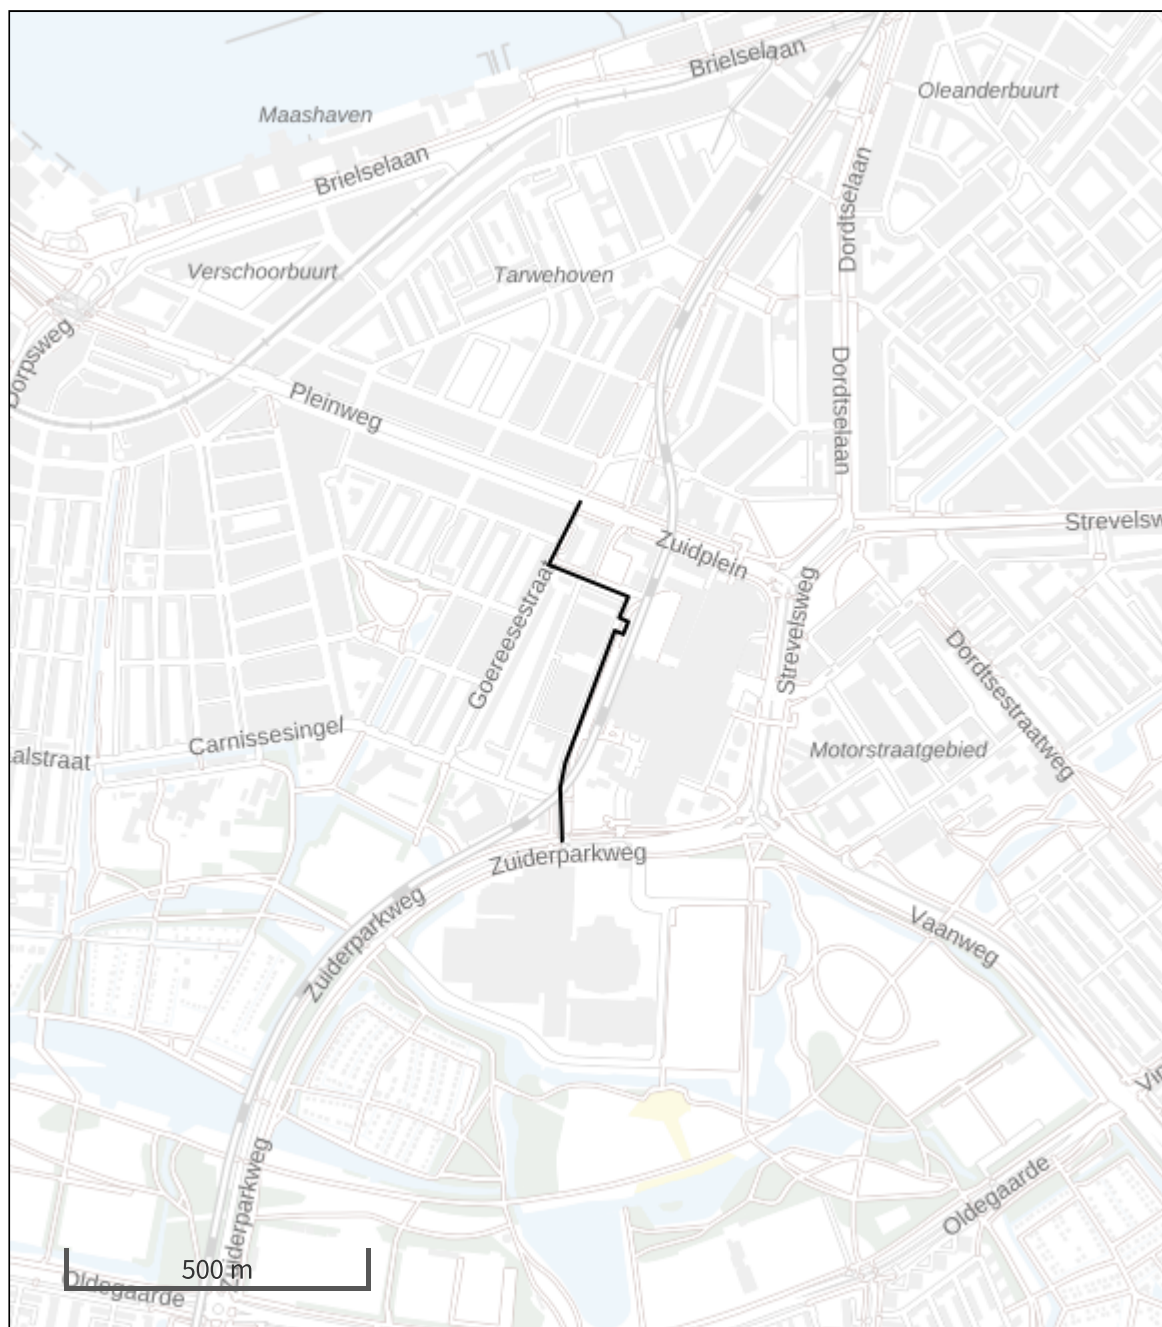 Brielselaan
Oleanderbuurt
Maashaven
Brielselaan
Dordtselaan
Verschoorbuurt
Tarwehoven
Dorpsweg
Pleinweg
Dordtselaan
Strevelsw
Zuidplein
Goereesestraat
Strevelsweg
Dordtsestraatweg
Carnissesingel
alstraat
Motorstraatgebied
Zuiderparkweg
Zuiderparkweg
Vaanweg
Vin
Oldegaarde
Zuiderparkweg
500 m
Oldegaarde